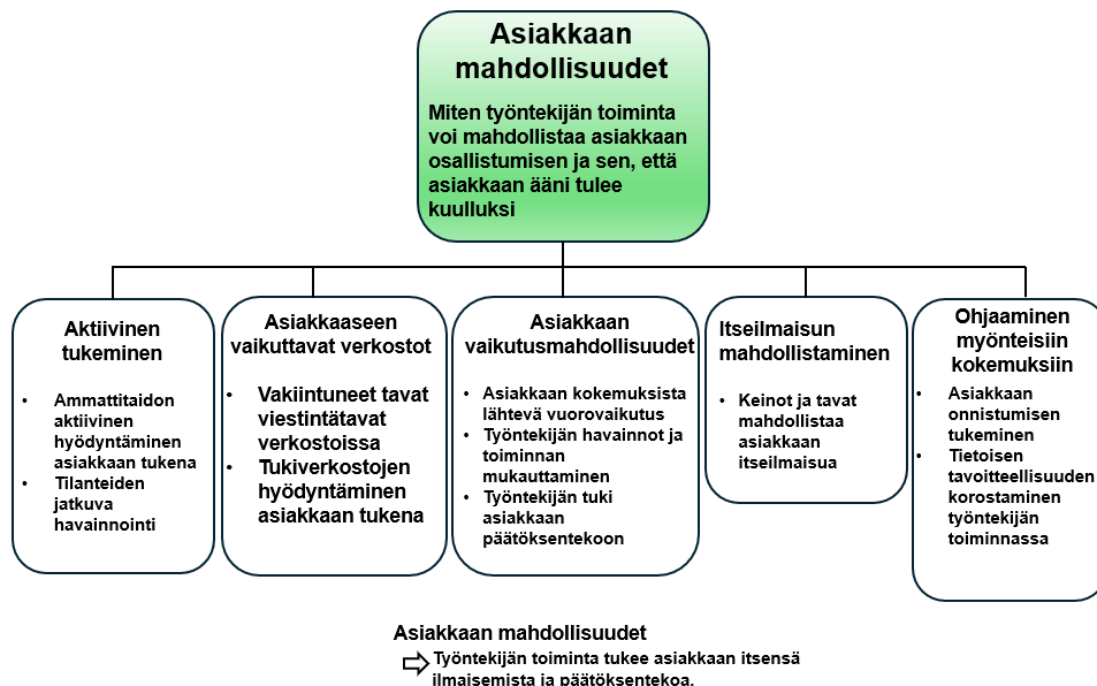 Asiakkaan
mahdollisuudet
Miten työntekijän toiminta
voi mahdollistaa asiakkaan
osallistumisen ja sen, että
asiakkaan ääni tulee
kuulluksi
Aktiivinen
tukeminen
• Ammattitaidon
aktiivinen
hyödyntäminen
asiakkaan tukena
• Tilanteiden
jatkuva
havainnointi
Asiakkaaseen
vaikuttavat verkostot
• Vakiintuneet tavat
viestintätavat
verkostoissa
• Tukiverkostojen
hyödyntäminen
asiakkaan tukena
Asiakkaan
vaikutusmahdollisuudet
• Asiakkaan kokemuksista
lähtevä vuorovaikutus
• Työntekijän havainnot ja
toiminnan
mukauttaminen
• Työntekijän tuki
asiakkaan
päätöksentekoon
Itseilmaisun
mahdollistaminen
• Keinot ja tavat
mahdollistaa
asiakkaan
itseilmaisua
Ohjaaminen
myönteisiin
kokemuksiin
• Asiakkaan
onnistumisen
tukeminen
• Tietoisen
tavoitteellisuuden
korostaminen
työntekijän
toiminnassa
Asiakkaan mahdollisuudet
Työntekijän toiminta tukee asiakkaan itsensä
ilmaisemista ja päätöksentekoa.